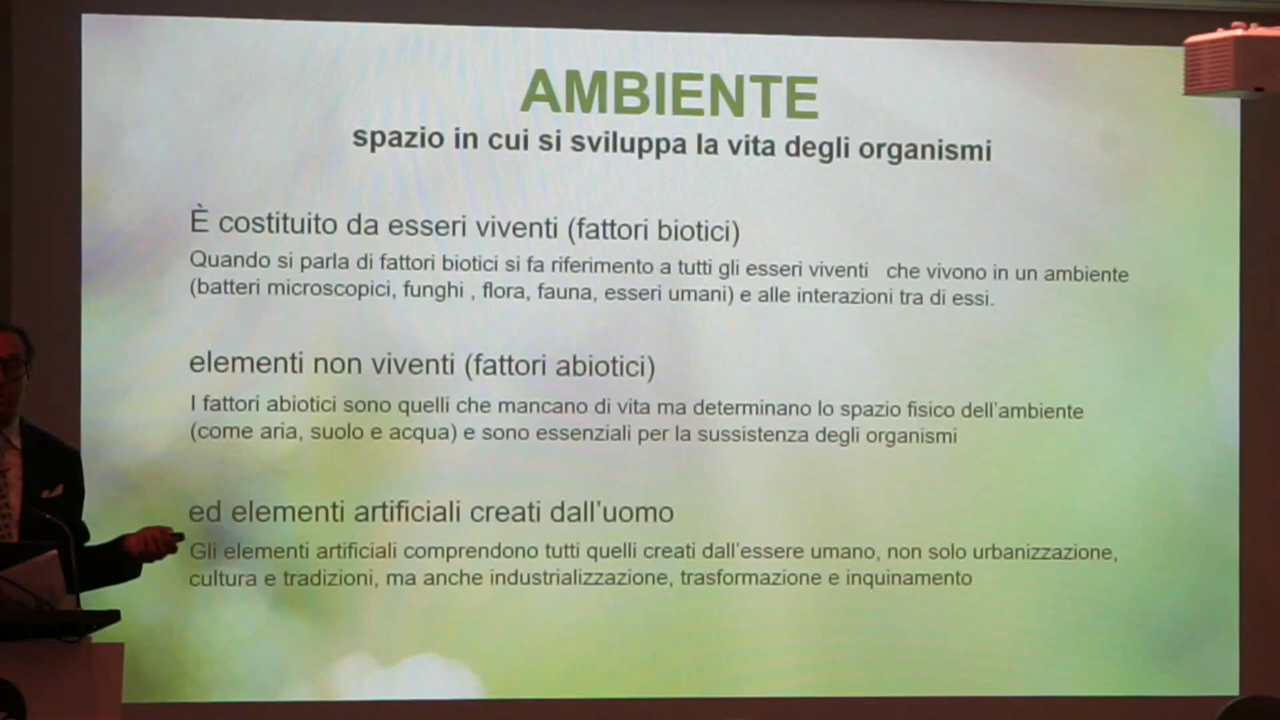 AMBIENTE
spazio in cui si sviluppa la vita degli organismi
È costituito da esseri viventi (fattori biotici)
Quando si parla di fattori biotici si fa riferimento a tutti gli esseri viventi che vivono in un ambiente
(batteri microscopici, funghi , flora, fauna, esseri umani) e alle interazioni tra di essi.
elementi non viventi (fattori abiotici)
I fattori abiotici sono quelli che mancano di vita ma determinano lo spazio fisico dell'ambiente
(come aria, suolo e acqua) e sono essenziali per la sussistenza degli organismi
ed elementi artificiali creati dall'uomo
Gli elementi artificiali comprendono tutti quelli creati dall'essere umano, non solo urbanizzazione,
cultura e tradizioni, ma anche industrializzazione, trasformazione e inquinamento